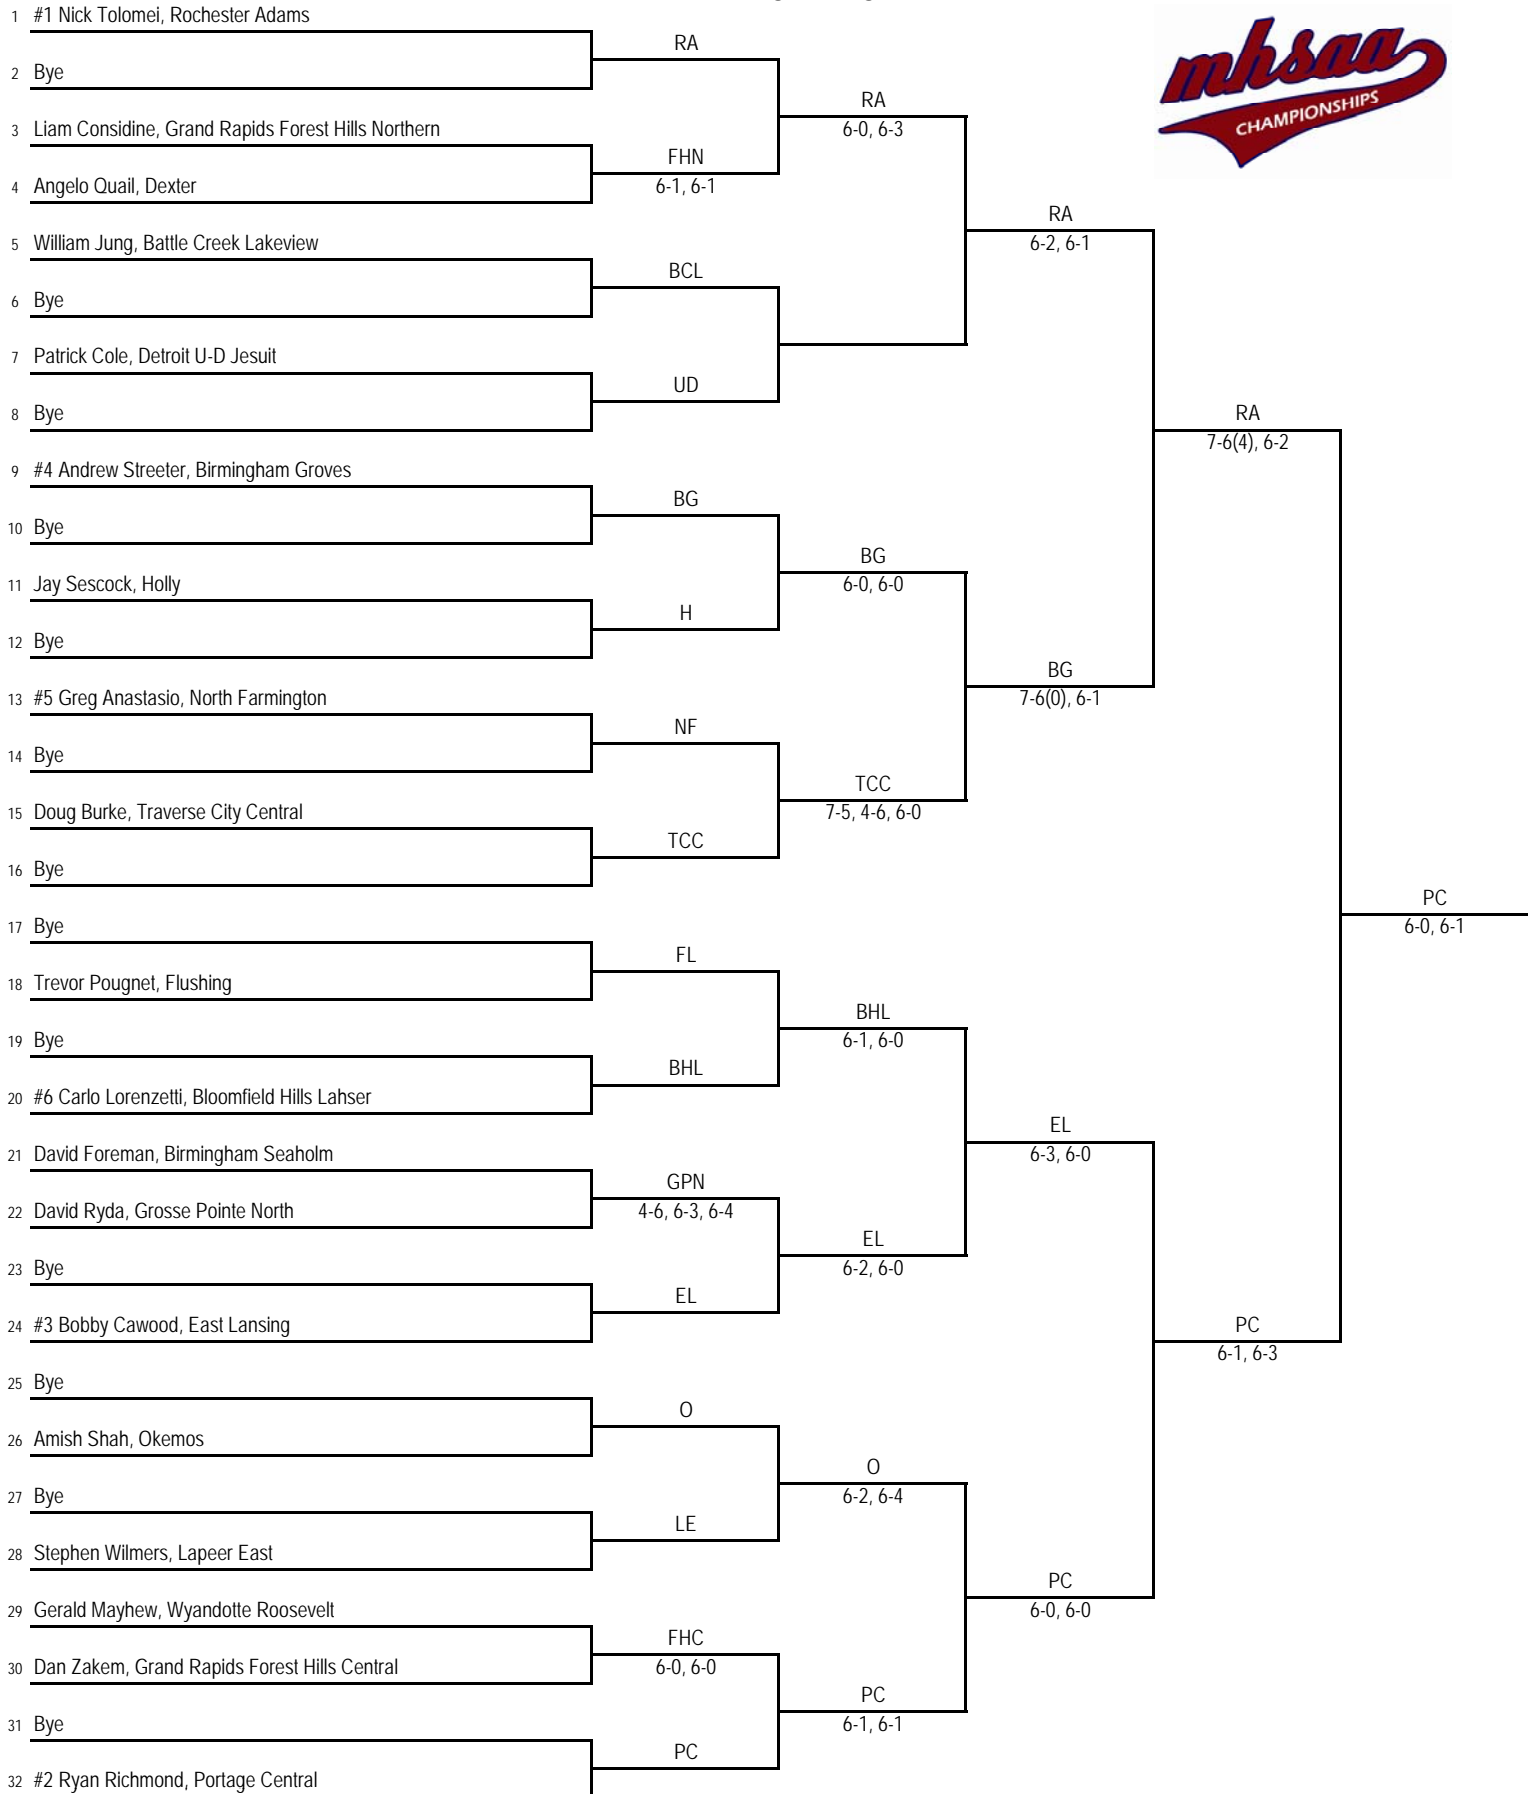 1 #1 Nick Tolomei, Rochester Adams
RA
2 Bye
RA
6-0, 6-3
3 Liam Considine, Grand Rapids Forest Hills Northern
FHN
6-1, 6-1
4 Angelo Quail, Dexter
mhsaa
CHAMPIONSHIPS
RA
6-2, 6-1
5 William Jung, Battle Creek Lakeview
BCL
6 Bye
7 Patrick Cole, Detroit U-D Jesuit
UD
8 Bye
RA
7-6(4), 6-2
9 #4 Andrew Streeter, Birmingham Groves
BG
10 Bye
BG
6-0, 6-0
11 Jay Sescock, Holly
H
12 Bye
BG
7-6(0), 6-1
13 #5 Greg Anastasio, North Farmington
NF
14 Bye
TCC
7-5, 4-6, 6-0
15 Doug Burke, Traverse City Central
TCC
16 Bye
PC
6-0, 6-1
17 Bye
FL
18 Trevor Pougnet, Flushing
BHL
6-1, 6-0
19 Bye
BHL
20 #6 Carlo Lorenzetti, Bloomfield Hills Lahser
EL
6-3, 6-0
21 David Foreman, Birmingham Seaholm
GPN
4-6, 6-3, 6-4
22 David Ryda, Grosse Pointe North
EL
6-2, 6-0
23 Bye
EL
24 #3 Bobby Cawood, East Lansing
PC
6-1, 6-3
25 Bye
O
26 Amish Shah, Okemos
O
6-2, 6-4
27 Bye
LE
28 Stephen Wilmers, Lapeer East
PC
6-0, 6-0
29 Gerald Mayhew, Wyandotte Roosevelt
FHC
6-0, 6-0
30 Dan Zakem, Grand Rapids Forest Hills Central
PC
6-1, 6-1
31 Bye
PC
32 #2 Ryan Richmond, Portage Central